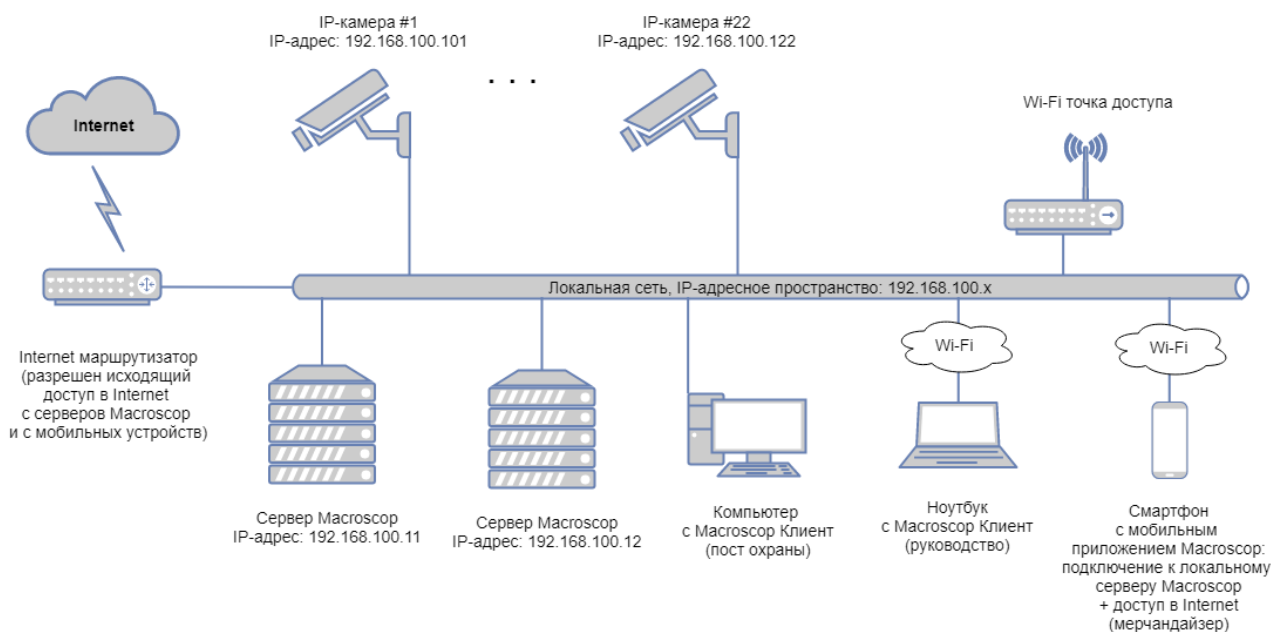 IP-камера #1
IP-адрес: 192.168.100.101
. . .
IP-камера #22
IP-адрес: 192.168.100.122
Internet
Wi-Fi точка доступа
Локальная сеть, IP-адресное пространство: 192.168.100.x
Internet маршрутизатор
(разрешен исходящий
доступ в Internet
с серверов Macroscop
и с мобильных устройств)
Wi-Fi
Wi-Fi
Сервер Macroscop
IP-адрес: 192.168.100.11
Сервер Macroscop
IP-адрес: 192.168.100.12
Компьютер
с Macroscop Клиент
(пост охраны)
Ноутбук
с Macroscop Клиент
(руководство)
Смартфон
с мобильным
приложением Macroscop:
подключение к локальному
серверу Macroscop
+ доступ в Internet
(мерчандайзер)